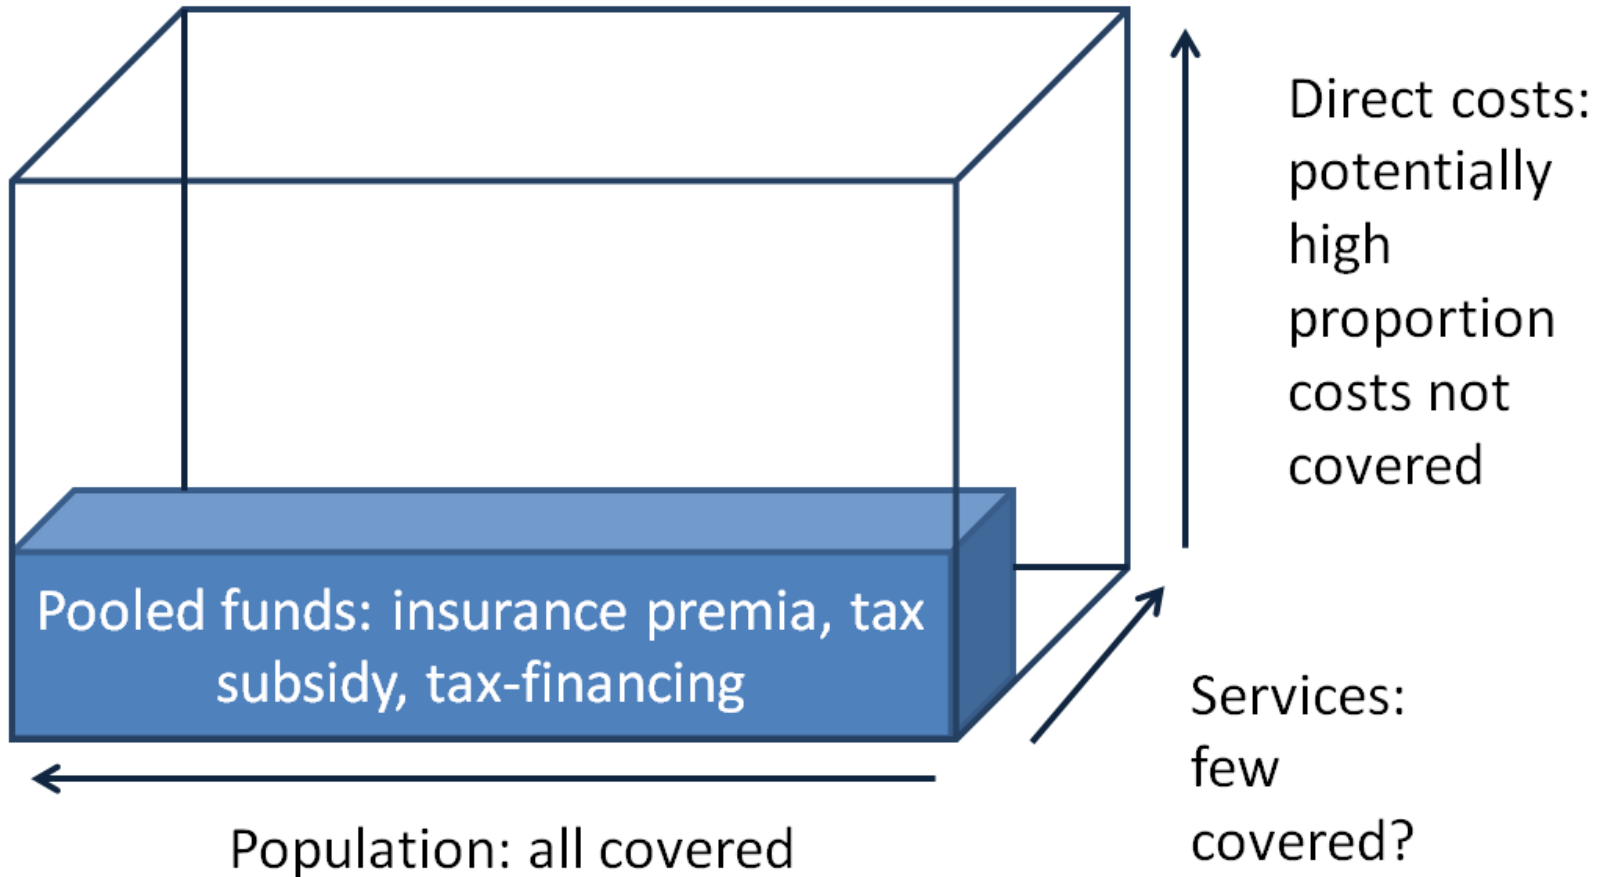 Direct costs:
potentially
high
proportion
costs not
covered
Pooled funds: insurance premia, tax
subsidy, tax-financing
Services:
few
covered?
Population: all covered